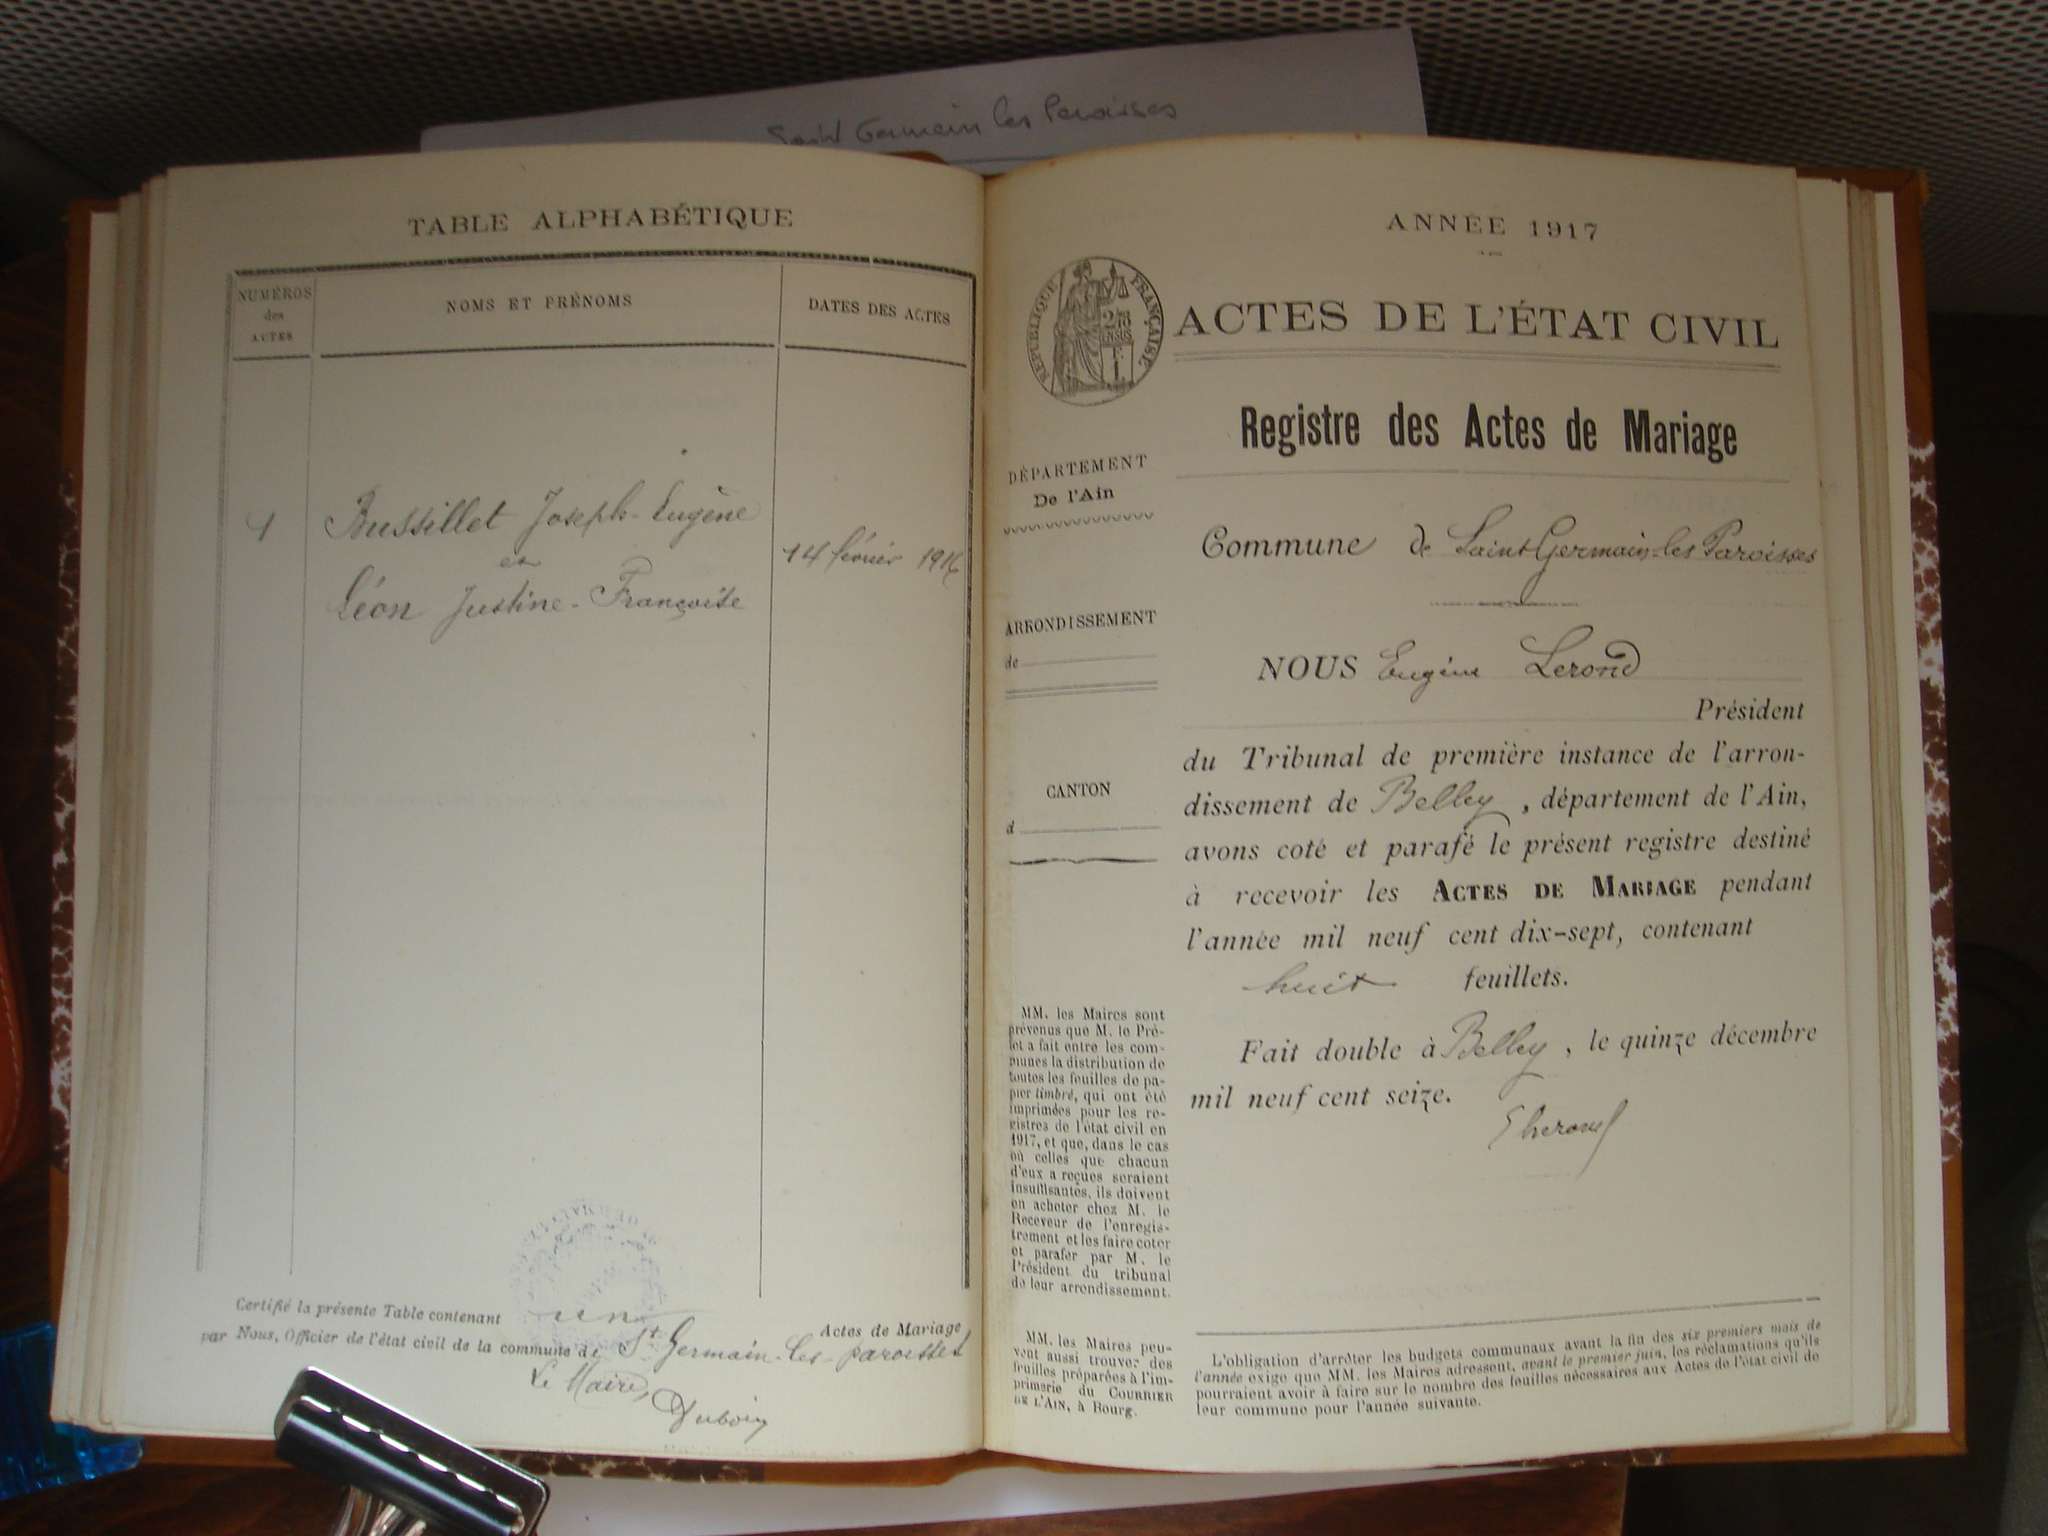 Saint Germain les Paroisses
TABLE ALPHABÉTIQUE
NUMÉROS
des
ACTES
NOMS ET PRÉNOMS
DATES DES ACTES
1
Bussillet Joseph-Eugène
et
Léon Justine-Françoise
14 février 1916
Certifié la présente Table contenant un Actes de Mariage
par Nous, Officier de l'état civil de la commune de St Germain-les-paroisses
Le Maire,
Dubois
ANNÉE 1917
RÉPUBLIQUE FRANÇAISE
ACTES DE L'ÉTAT CIVIL
Registre des Actes de Mariage
DÉPARTEMENT
De l'Ain
ARRONDISSEMENT
de
CANTON
d
MM. les Maires sont
prévenus que M. le Pré-
fet a fait entre les com-
munes la distribution de
toutes les feuilles de pa-
pier timbré, qui ont été
imprimées pour les re-
gistres de l'état civil en
1917, et que, dans le cas
où celles que chacun
d'eux a reçues seraient
insuffisantes, ils doivent
en acheter chez M. le
Receveur de l'enregis-
trement et les faire coter
et parafer par M. le
Président du tribunal
de leur arrondissement.
MM. les Maires peu-
vent aussi trouver des
feuilles préparées à l'im-
primerie du COURRIER
DE L'AIN, à Bourg.
Commune de Saint Germain-les Paroisses
NOUS Eugène Lerond
Président
du Tribunal de première instance de l'arron-
dissement de Belley, département de l'Ain,
avons coté et parafé le présent registre destiné
à recevoir les ACTES DE MARIAGE pendant
l'année mil neuf cent dix-sept, contenant
huit feuillets.
Fait double à Belley, le quinze décembre
mil neuf cent seize.
L'obligation d'arrêter les budgets communaux avant la fin des six premiers mois de
l'année exige que MM. les Maires adressent, avant le premier juin, les réclamations qu'ils
pourraient avoir à faire sur le nombre des feuilles nécessaires aux Actes de l'état civil de
leur commune pour l'année suivante.